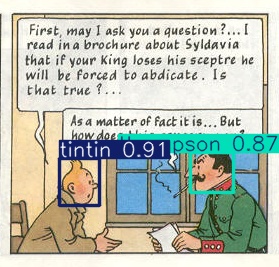 First, may I ask you a question?... I
read in a brochure about Syldavia
that if your King loses his sceptre he
will be forced to abdicate. Is
that true?...
As a matter of fact it is... But
how does
tintin 0.91
pson 0.87